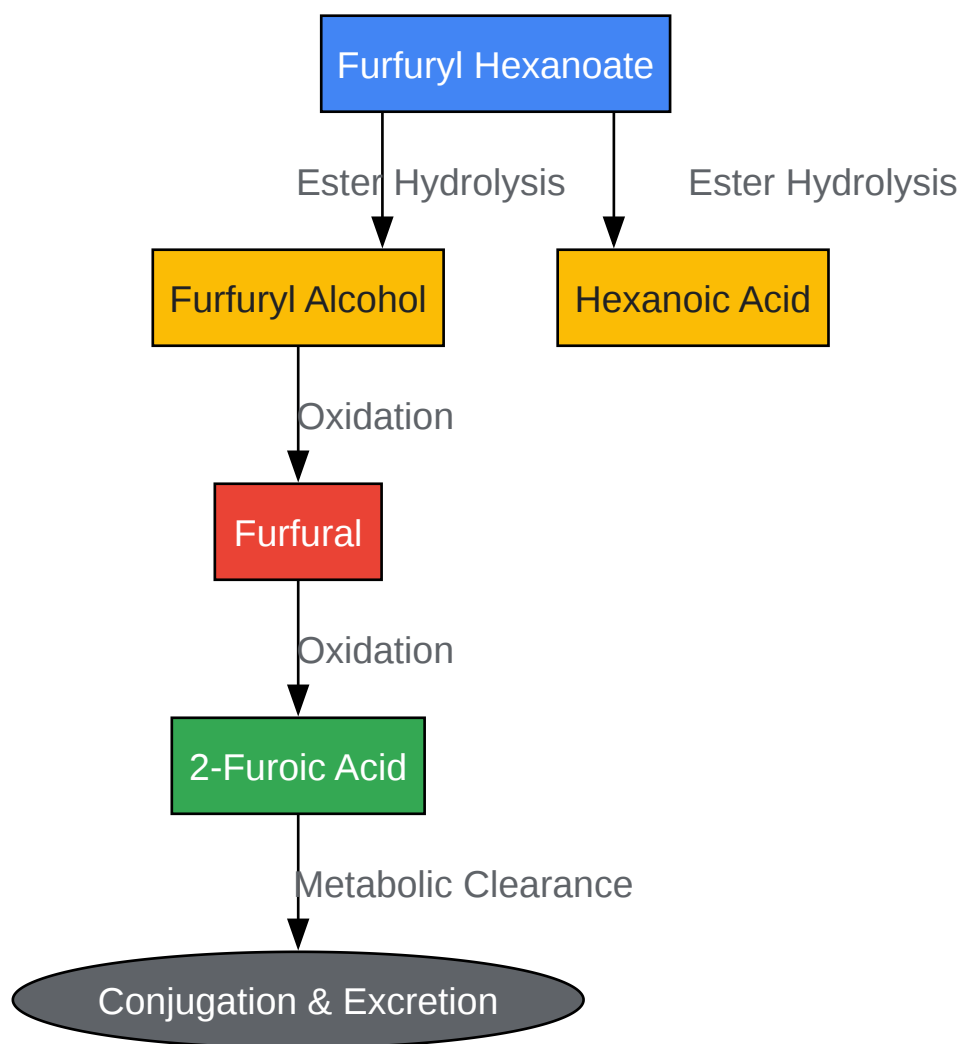 Furfuryl Hexanoate
Ester Hydrolysis
Ester Hydrolysis
Furfuryl Alcohol
Hexanoic Acid
Oxidation
Furfural
Oxidation
2-Furoic Acid
Metabolic Clearance
Conjugation & Excretion